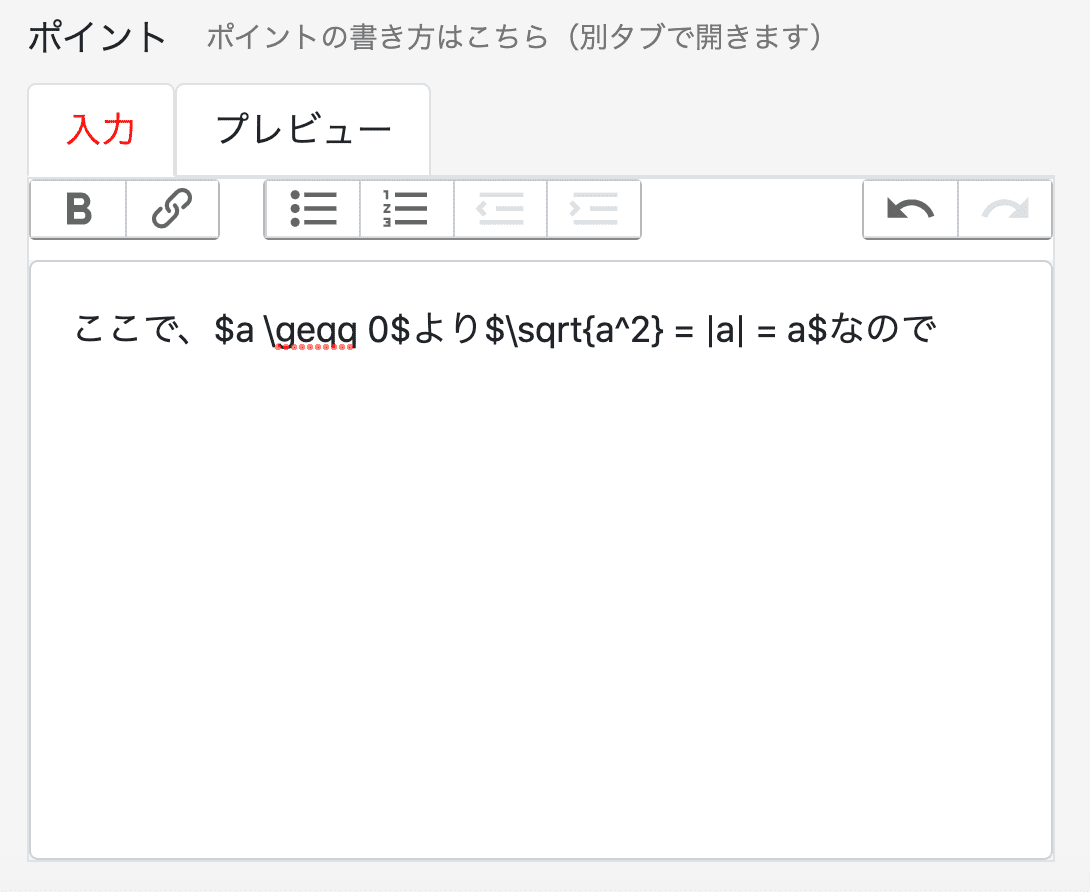 ポイント ポイントの書き方はこちら（別タブで開きます）
入力 プレビュー
B
ここで、$a \geqq 0$より$\sqrt{a^2} = |a| = a$なので